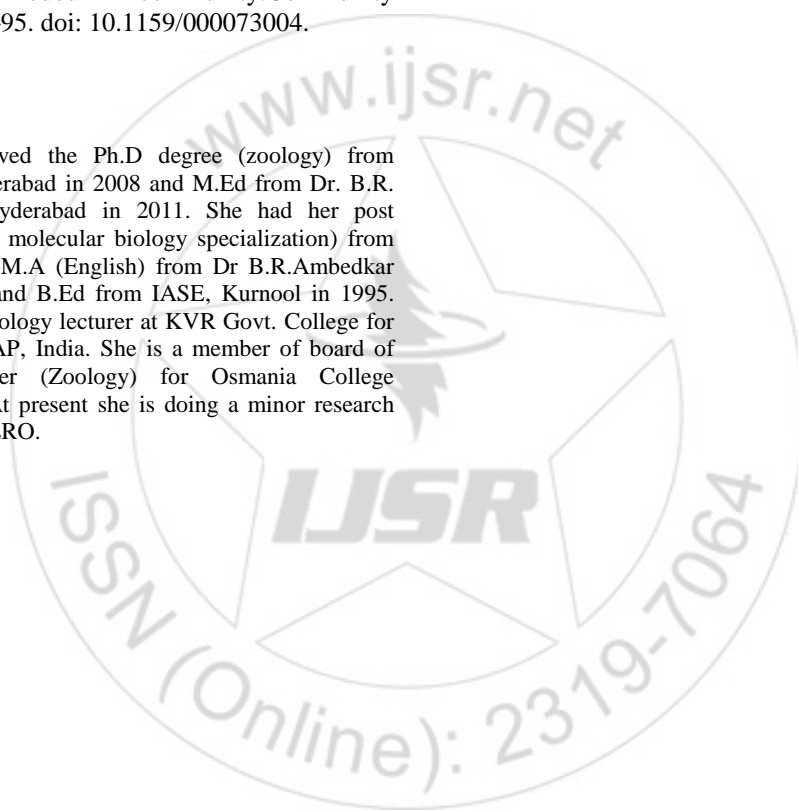 95. doi: 10.1159/000073004.
ved the Ph.D degree (zoology) from
erabad in 2008 and M.Ed from Dr. B.R.
yderabad in 2011. She had her post
molecular biology specialization) from
M.A (English) from Dr B.R.Ambedkar
and B.Ed from IASE, Kurnool in 1995.
ology lecturer at KVR Govt. College for
AP, India. She is a member of board of
er (Zoology) for Osmania College
At present she is doing a minor research
ERO.
www.ijsr.net
IJSR
ISSN (Online): 2319-7064